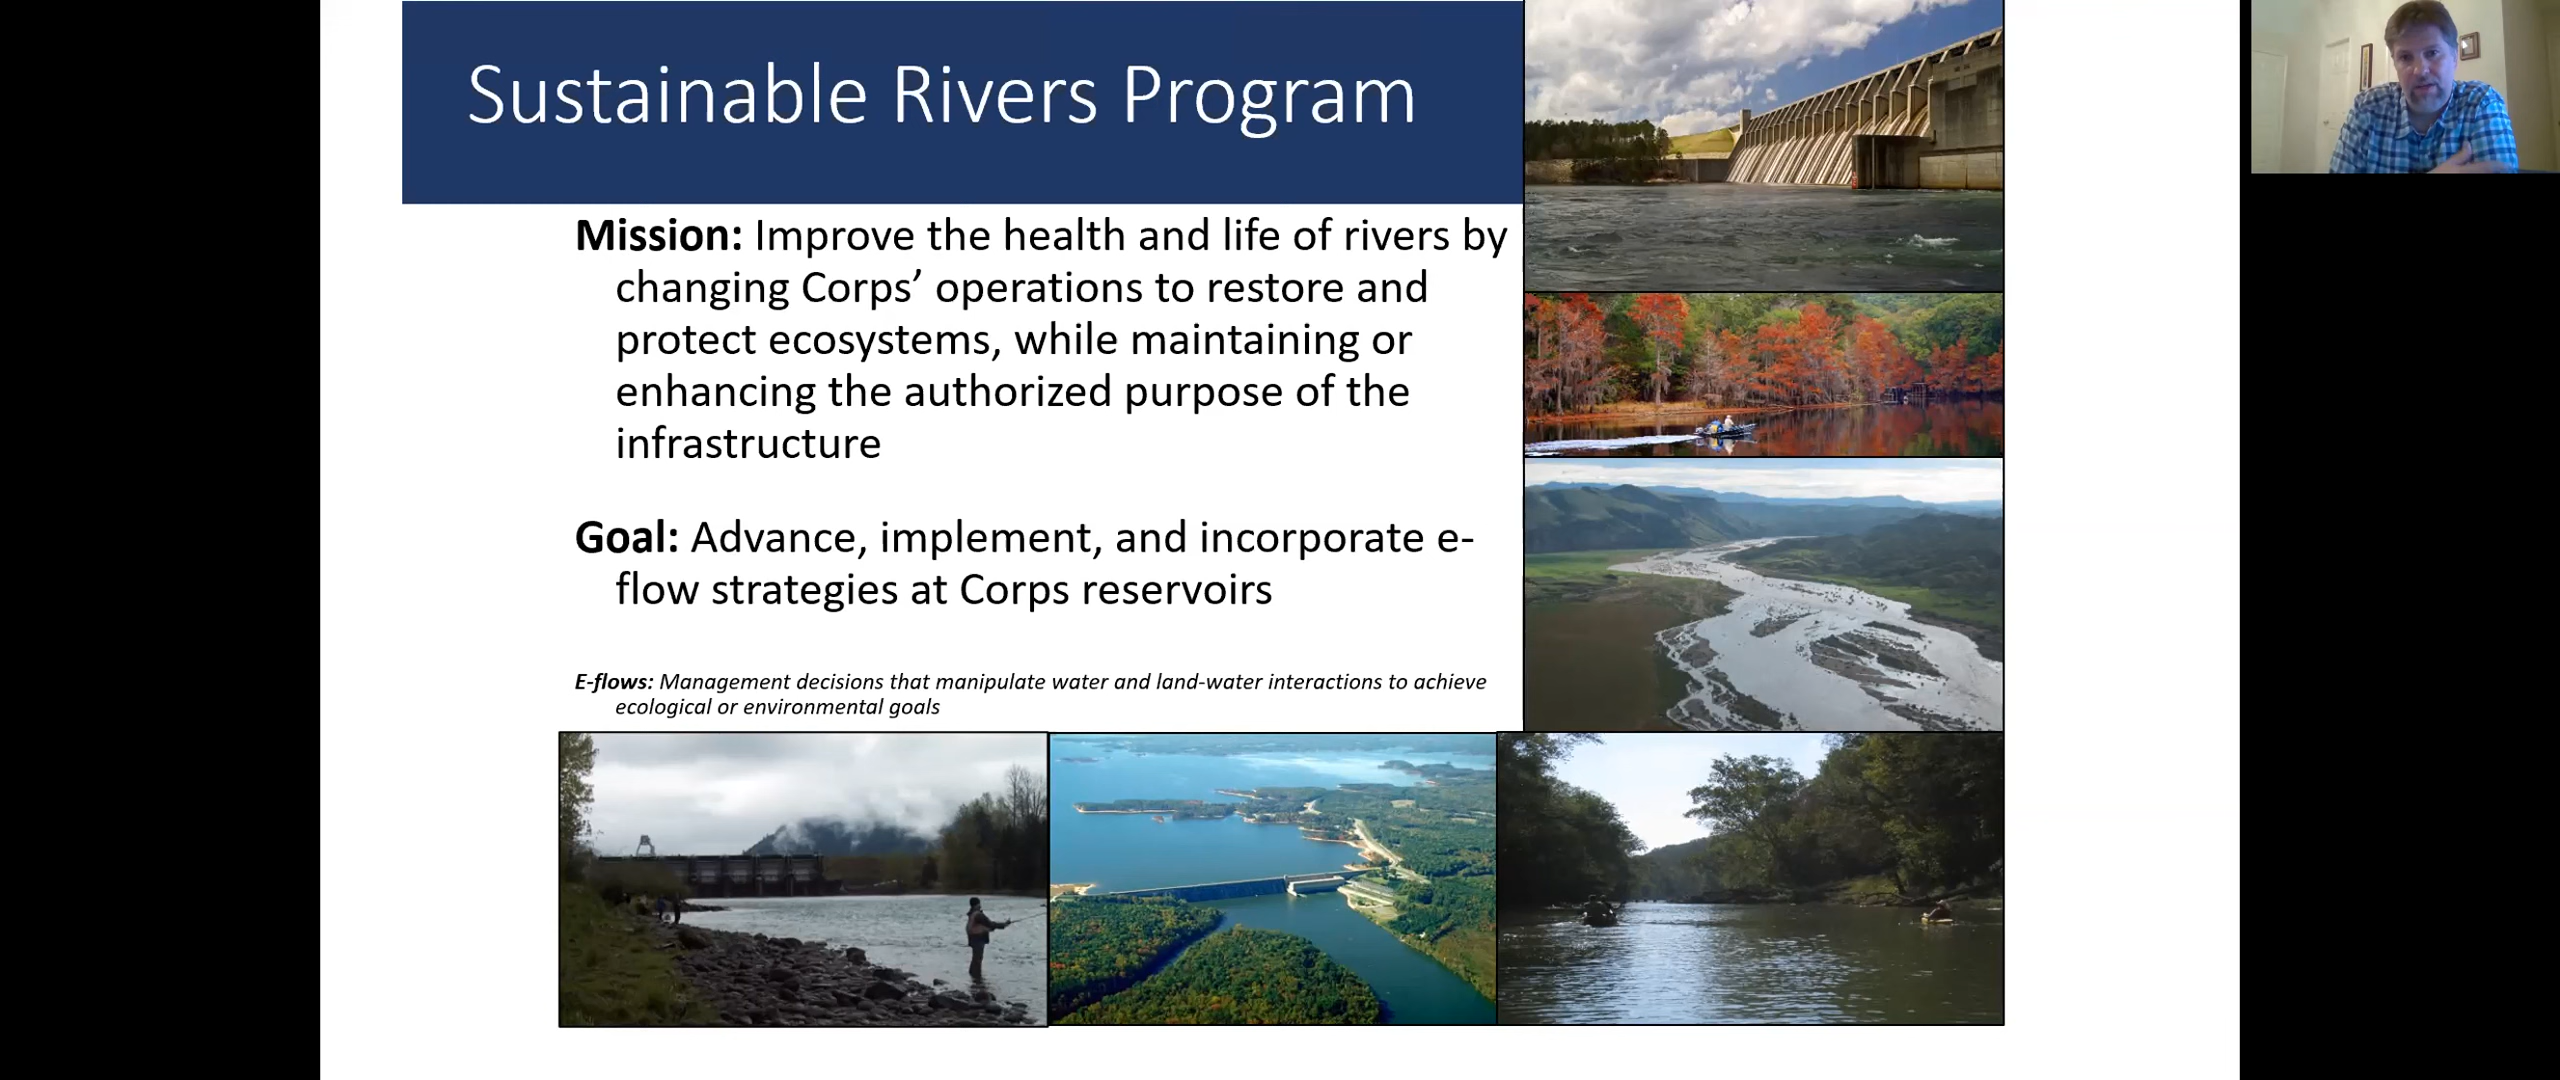 Sustainable Rivers Program
Mission: Improve the health and life of rivers by
changing Corps’ operations to restore and
protect ecosystems, while maintaining or
enhancing the authorized purpose of the
infrastructure
Goal: Advance, implement, and incorporate e-
flow strategies at Corps reservoirs
E-flows: Management decisions that manipulate water and land-water interactions to achieve
ecological or environmental goals